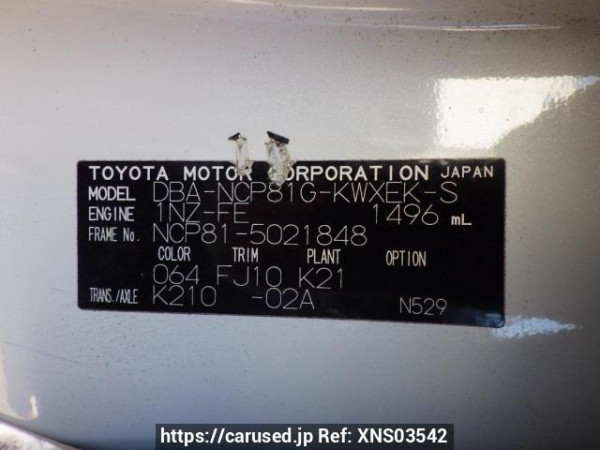 TOYOTA MOTOR CORPORATION JAPAN
MODEL DBA-NCP81G-KWXEK-S
ENGINE 1NZ-FE 1496 mL
FRAME No. NCP81-5021848
COLOR TRIM PLANT OPTION
064 FJ10 K21
TRANS./AXLE K210 -02A
N529
https://carused.jp Ref: XNS03542